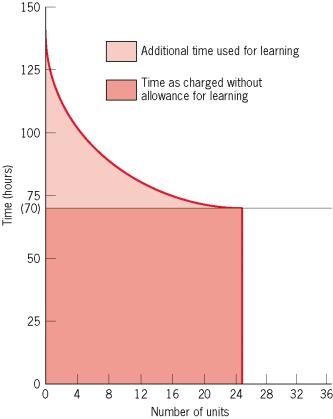 150
125
100
75
(70)
50
25
0
Time (hours)
Additional time used for learning
Time as charged without
allowance for learning
0 4 8 12 16 20 24 28 32 36
Number of units